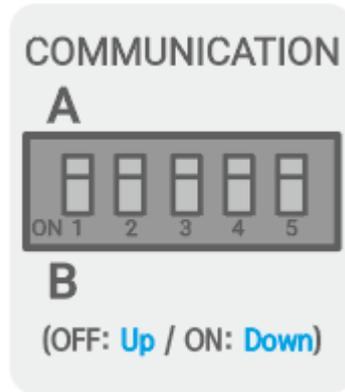 COMMUNICATION
A
ON 1 2 3 4 5
B
(OFF: Up / ON: Down)